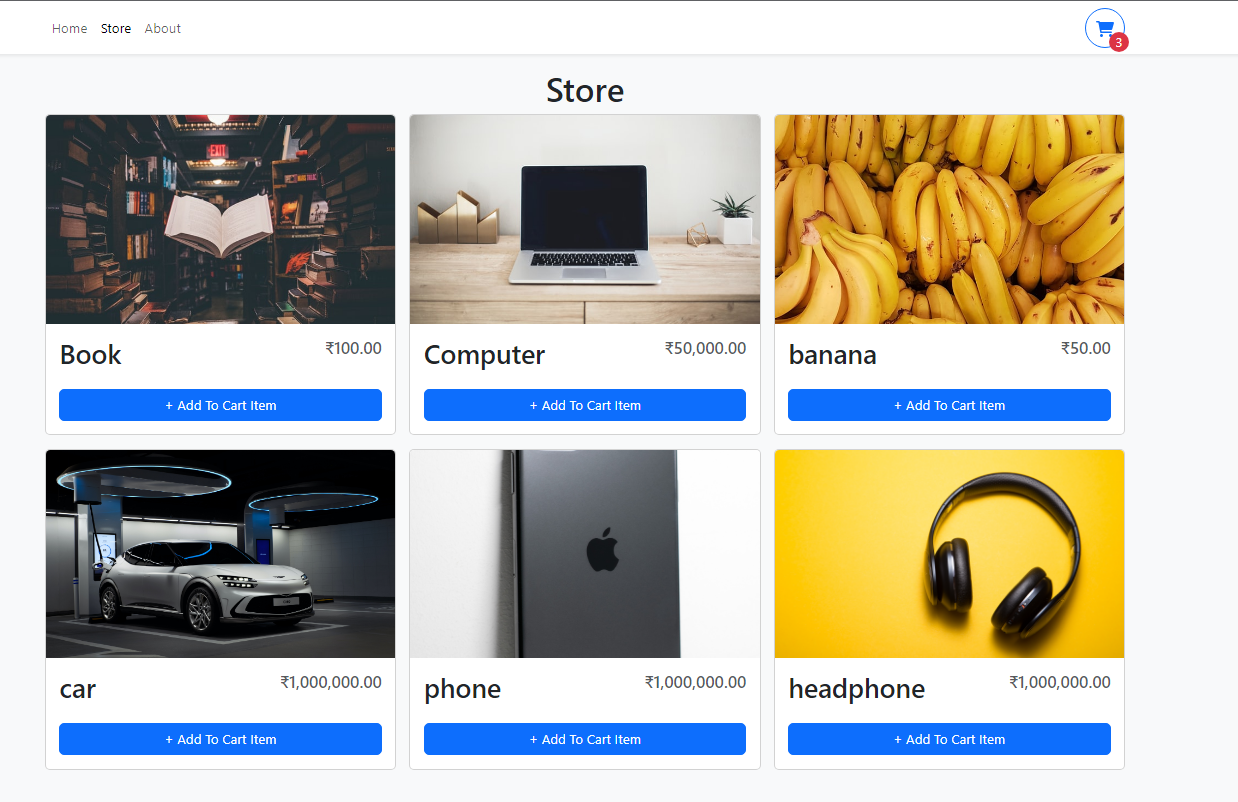 Home Store About
3
Store
EXIT
Book ₹100.00
+ Add To Cart Item
Computer ₹50,000.00
+ Add To Cart Item
banana ₹50.00
+ Add To Cart Item
car ₹1,000,000.00
+ Add To Cart Item
phone ₹1,000,000.00
+ Add To Cart Item
headphone ₹1,000,000.00
+ Add To Cart Item